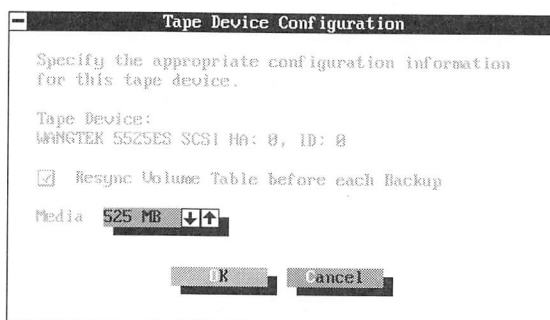 Tape Device Configuration
Specify the appropriate configuration information
for this tape device.
Tape Device:
WANGTEK 5525ES SCSI HA: 0, ID: 0
Resync Volume Table before each Backup
Media 525 MB
OK Cancel